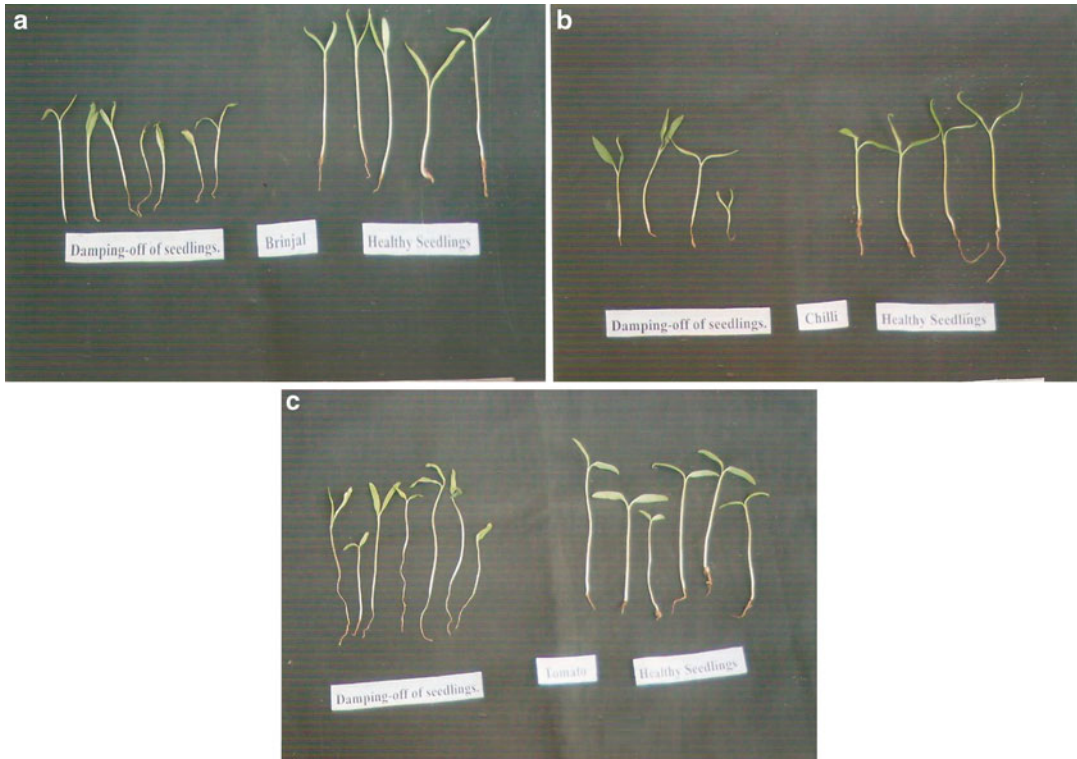 a
Damping-off of seedlings.
Brinjal
Healthy Seedlings
b
Damping-off of seedlings.
Chilli
Healthy Seedlings
c
Damping-off of seedlings.
Tomato
Healthy Seedlings